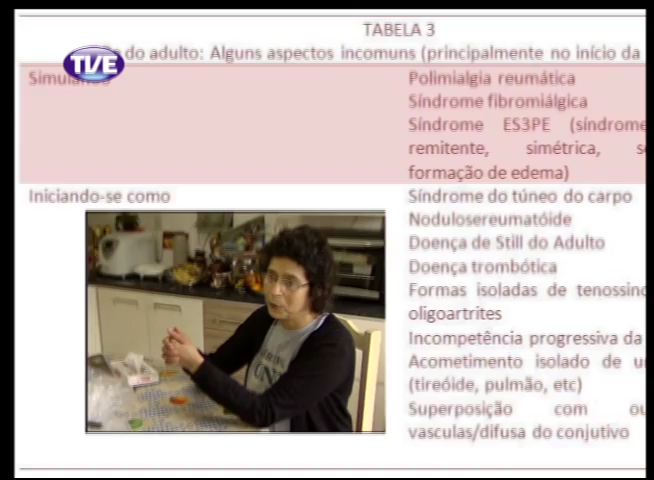 TABELA 3
TVE
do adulto: Alguns aspectos incomuns (principalmente no início da
Simulando
Polimialgia reumática
Síndrome fibromiálgica
Síndrome ES3PE (síndrome
remitente, simétrica,
formação de edema)
Iniciando-se como
Síndrome do túneo do carpo
Nodulosereumatóide
Doença de Still do Adulto
Doença trombótica
Formas isoladas de
oligoartrites
Incompetência progressiva da
Acometimento isolado de
(tireóide, pulmão, etc)
Superposição com
vasculas/difusa do conjutivo